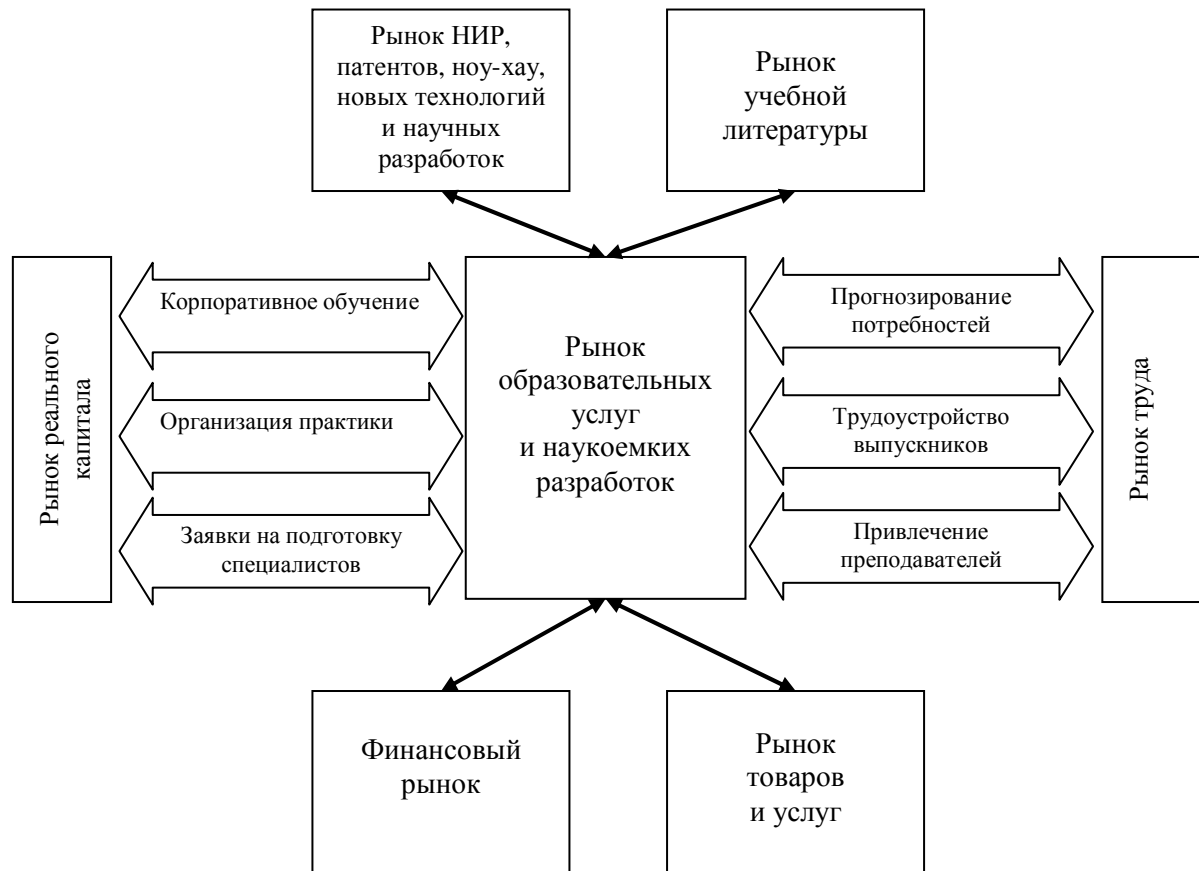 Рынок НИР,
патентов, ноу-хау,
новых технологий
и научных
разработок
Рынок
учебной
литературы
Рынок реального
капитала
Корпоративное обучение
Организация практики
Заявки на подготовку
специалистов
Рынок
образовательных
услуг
и наукоемких
разработок
Прогнозирование
потребностей
Трудоустройство
выпускников
Привлечение
преподавателей
Рынок труда
Финансовый
рынок
Рынок
товаров
и услуг